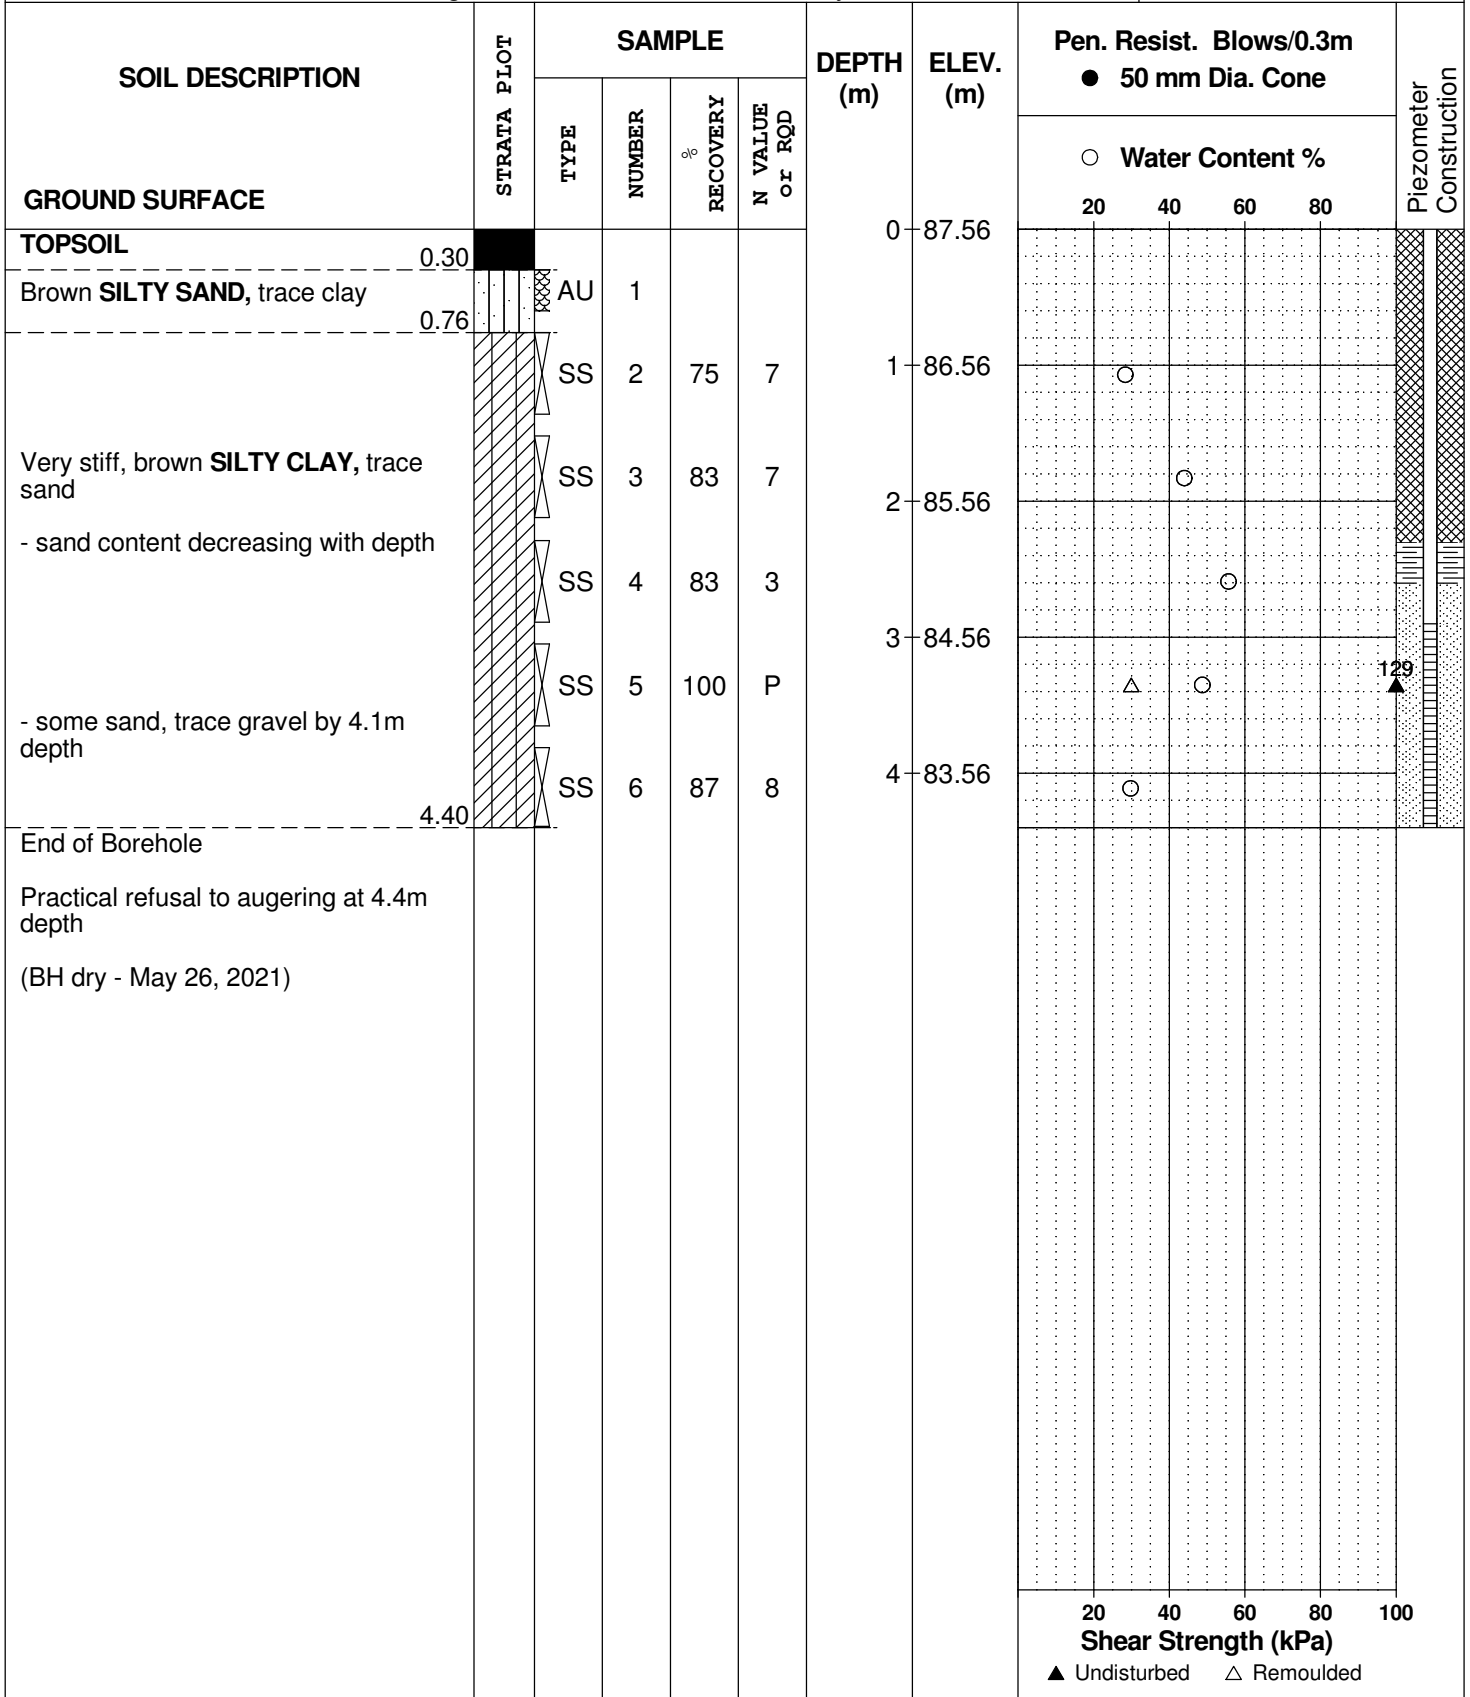 SOIL DESCRIPTION
GROUND SURFACE
STRATA PLOT
SAMPLE
TYPE
NUMBER
% RECOVERY
N VALUE or RQD
DEPTH (m)
ELEV. (m)
Pen. Resist. Blows/0.3m
● 50 mm Dia. Cone
○ Water Content %
20 40 60 80
Piezometer Construction
0 87.56
TOPSOIL
0.30
Brown SILTY SAND, trace clay
0.76
AU 1
SS 2 75 7
1 86.56
Very stiff, brown SILTY CLAY, trace
sand
SS 3 83 7
2 85.56
- sand content decreasing with depth
SS 4 83 3
3 84.56
129
SS 5 100 P
- some sand, trace gravel by 4.1m
depth
4 83.56
SS 6 87 8
4.40
End of Borehole
Practical refusal to augering at 4.4m
depth
(BH dry - May 26, 2021)
20 40 60 80 100
Shear Strength (kPa)
▲ Undisturbed △ Remoulded